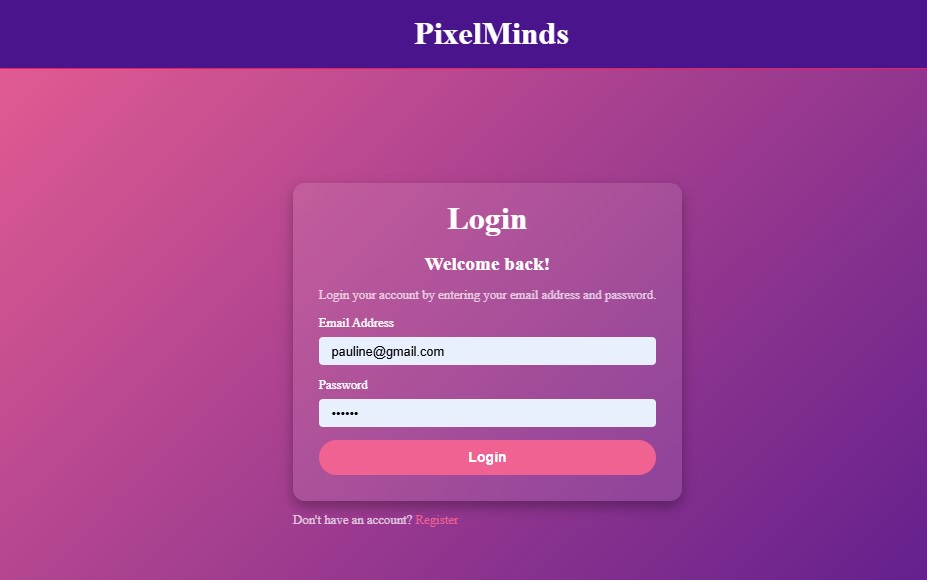 PixelMinds
Login
Welcome back!
Login your account by entering your email address and password.
Email Address
pauline@gmail.com
Password
••••••
Login
Don't have an account? Register